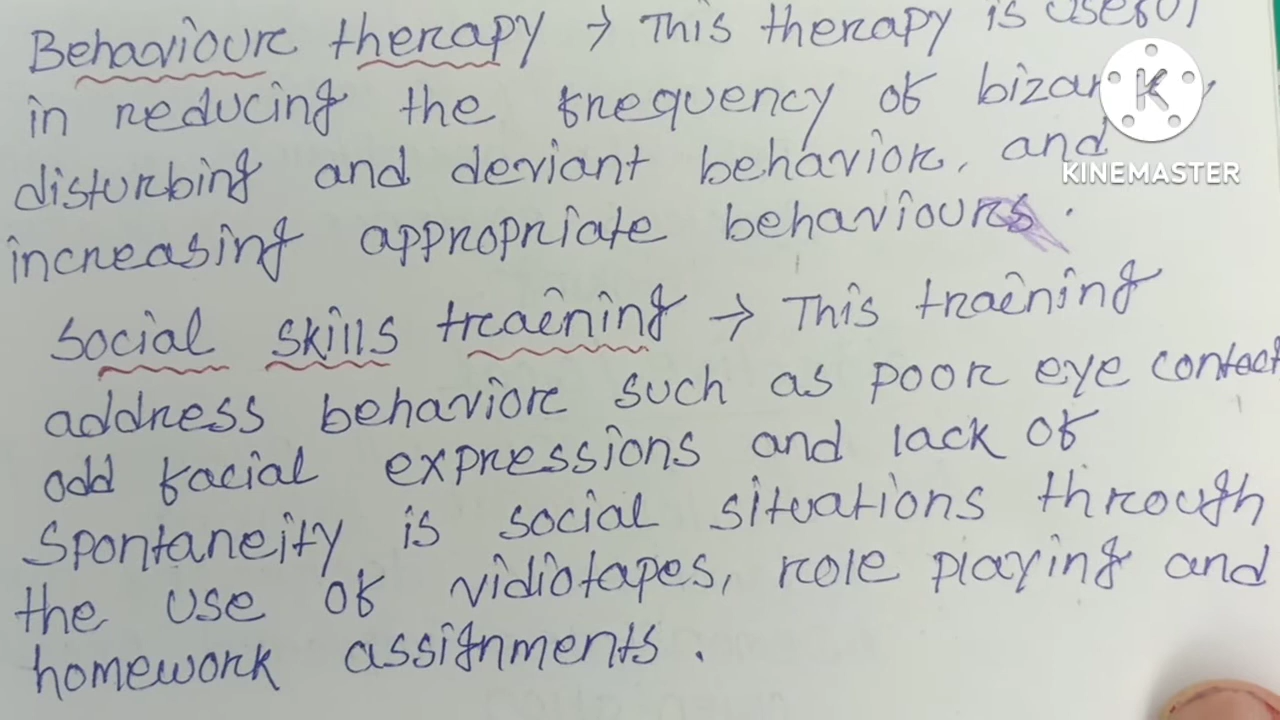 Behaviour therapy → This therapy is useful
in reducing the frequency of
disturbing and deviant behavior, and
increasing appropriate behaviours.
Social skills training → This training
address behavior such as poor eye contact
odd facial expressions and lack of
Spontaneity is social situations through
the use of vidiotapes, role playing and
homework assignments.
K
KINEMASTER